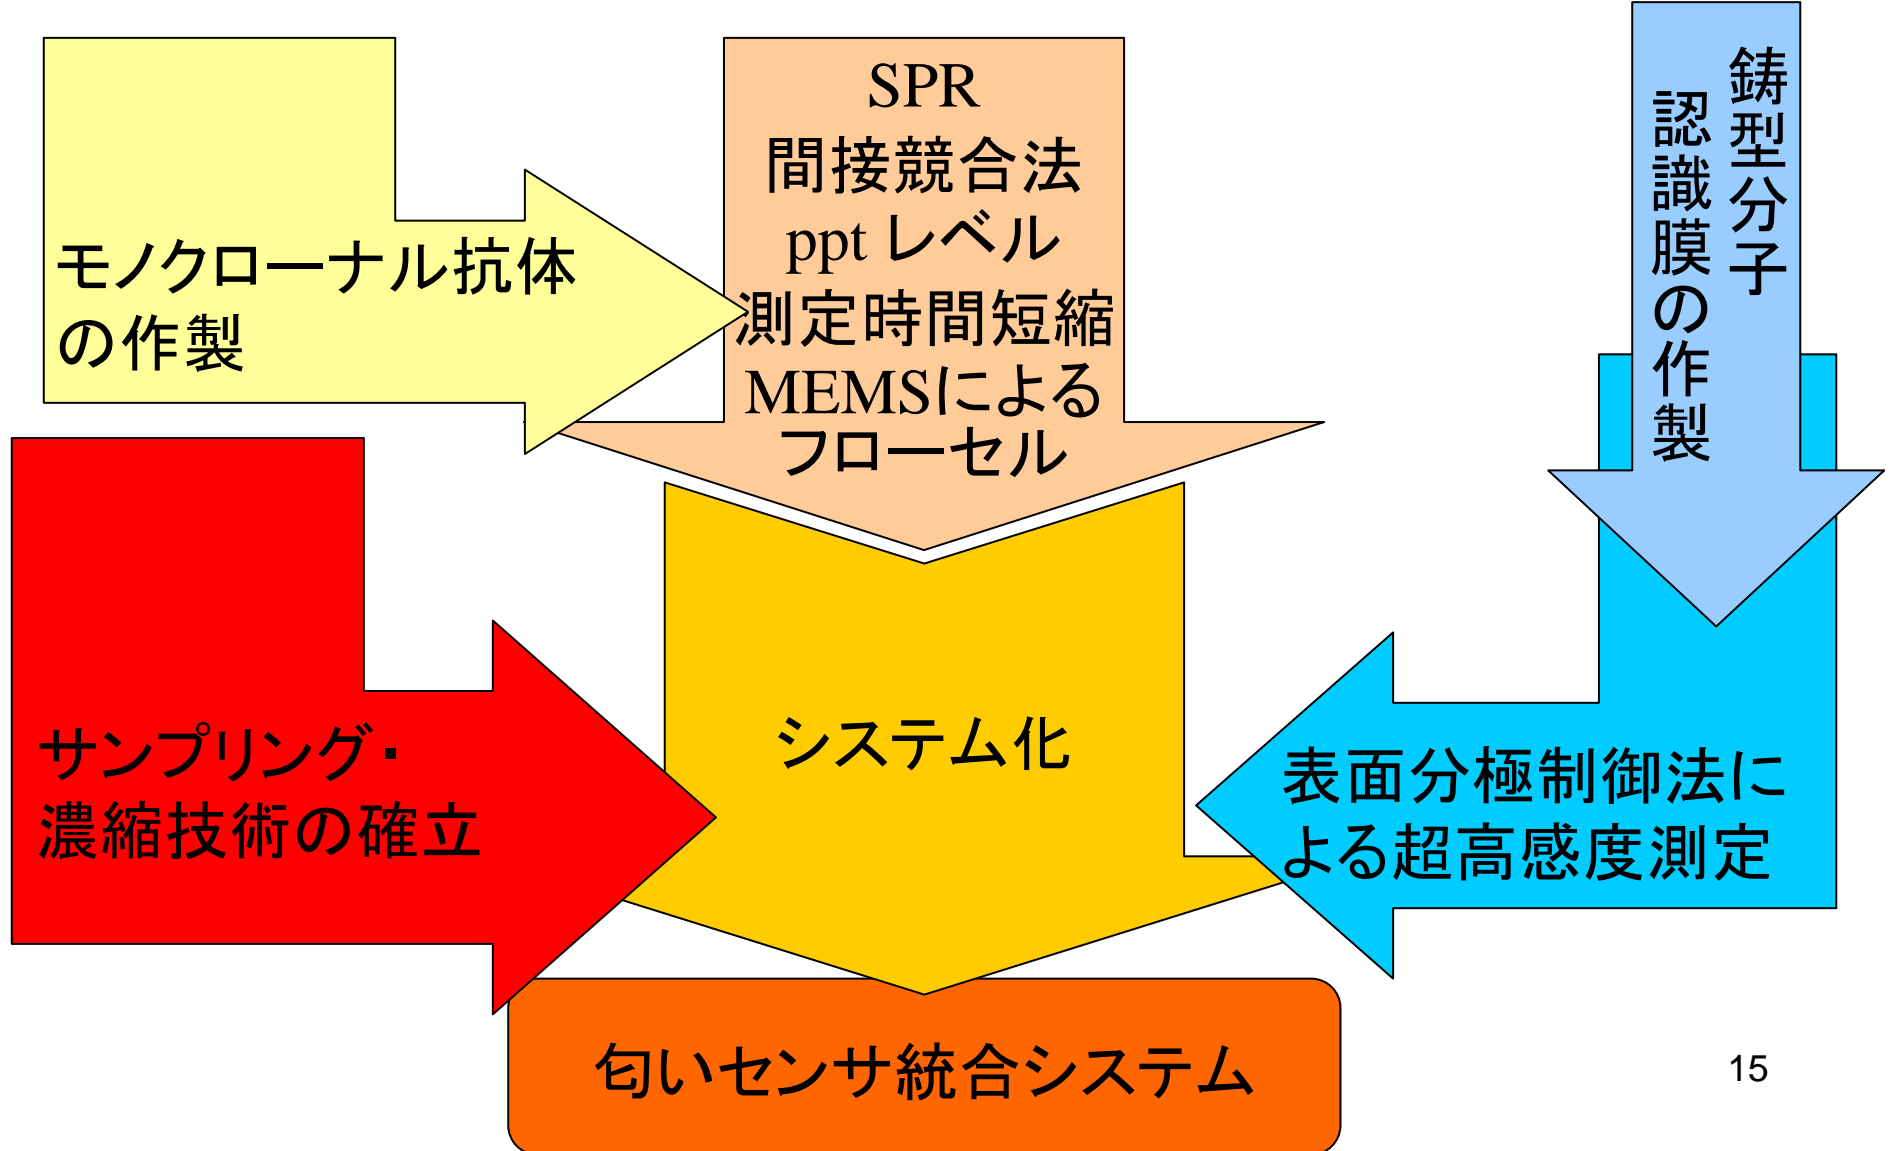 モノクローナル抗体
の作製
SPR
間接競合法
ppt レベル
測定時間短縮
MEMSによる
フローセル
鋳型分子
認識膜の作製
サンプリング・
濃縮技術の確立
システム化
表面分極制御法に
よる超高感度測定
匂いセンサ統合システム
15